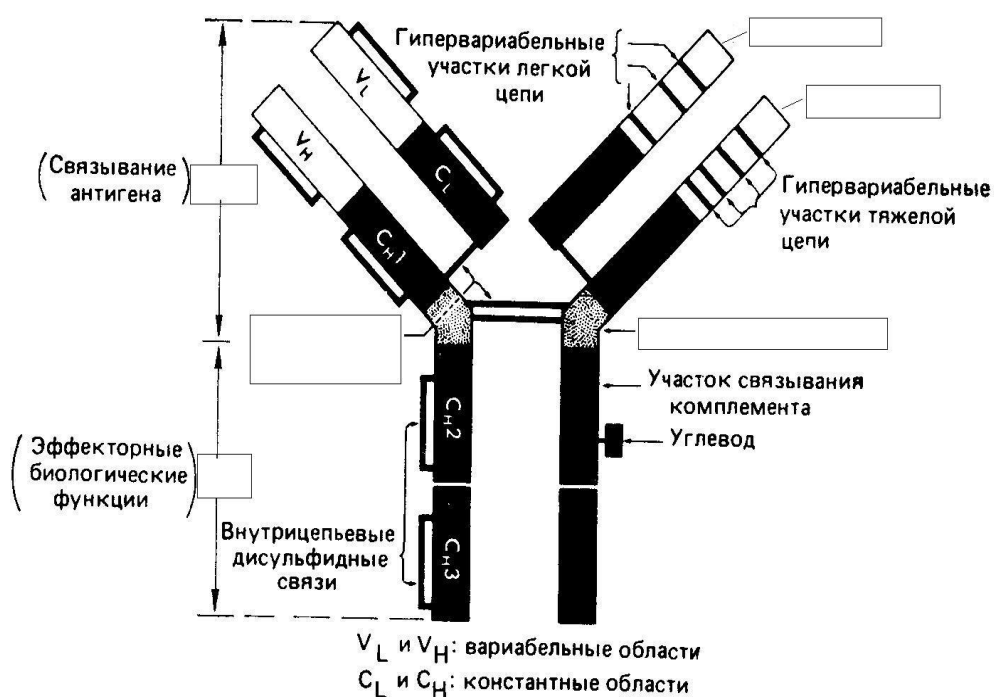 Гипервариабельные
участки легкой
цепи
V_L
V_H
C_L
C_H1
(Связывание
антигена)
Гипервариабельные
участки тяжелой
цепи
Участок связывания
комплемента
Углевод
C_H2
(Эффекторные
биологические
функции)
Внутрицепьевые
дисульфидные
связи
C_H3
V_L и V_H: вариабельные области
C_L и C_H: константные области